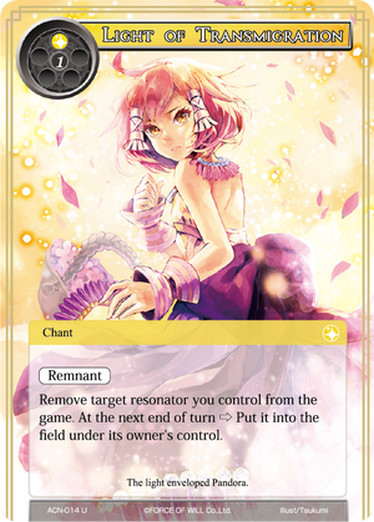 Light of Transmigration
1
Chant
Remnant
Remove target resonator you control from the
game. At the next end of turn ⇨ Put it into the
field under its owner's control.
The light enveloped Pandora.
ACN-014 U ©FORCE OF WILL Co.,Ltd. Illust/Tsukumi